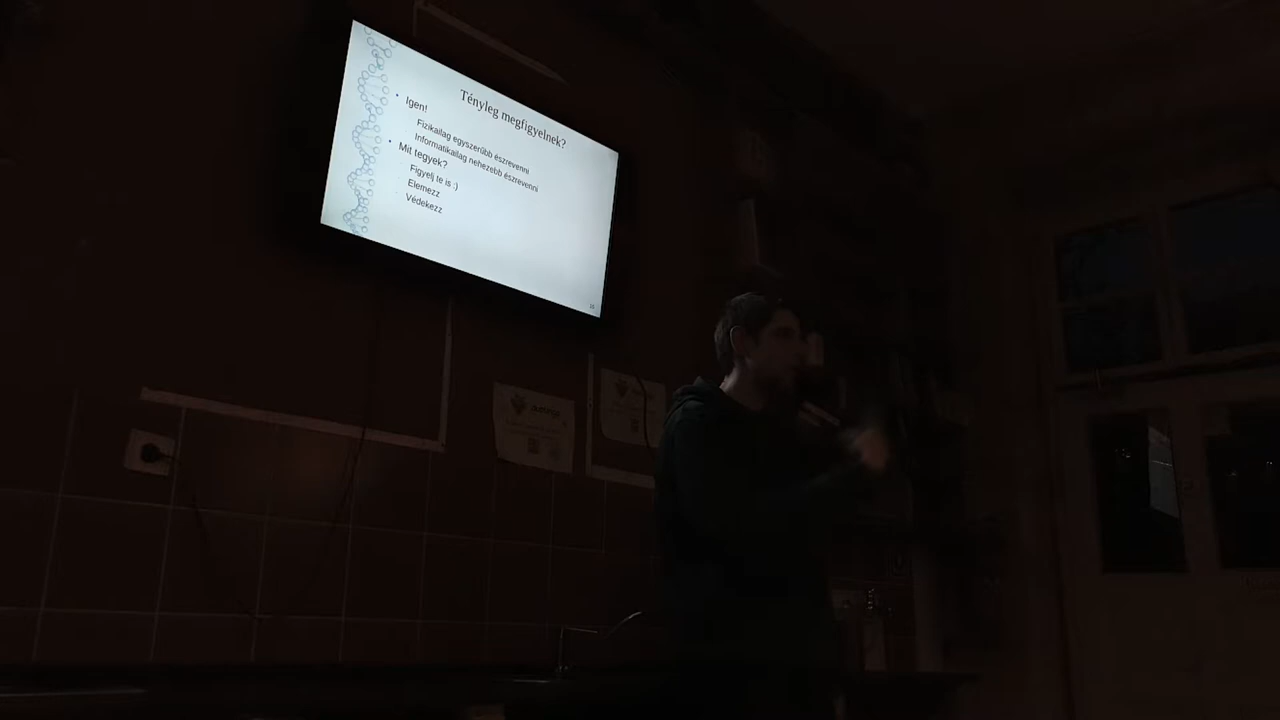 Tényleg megfigyelnek?
Igen!
Fizikailag egyszerűbb észrevenni
Informatikailag nehezebb észrevenni
Mit tegyek?
Figyelj te is :)
Elemezz
Védekezz